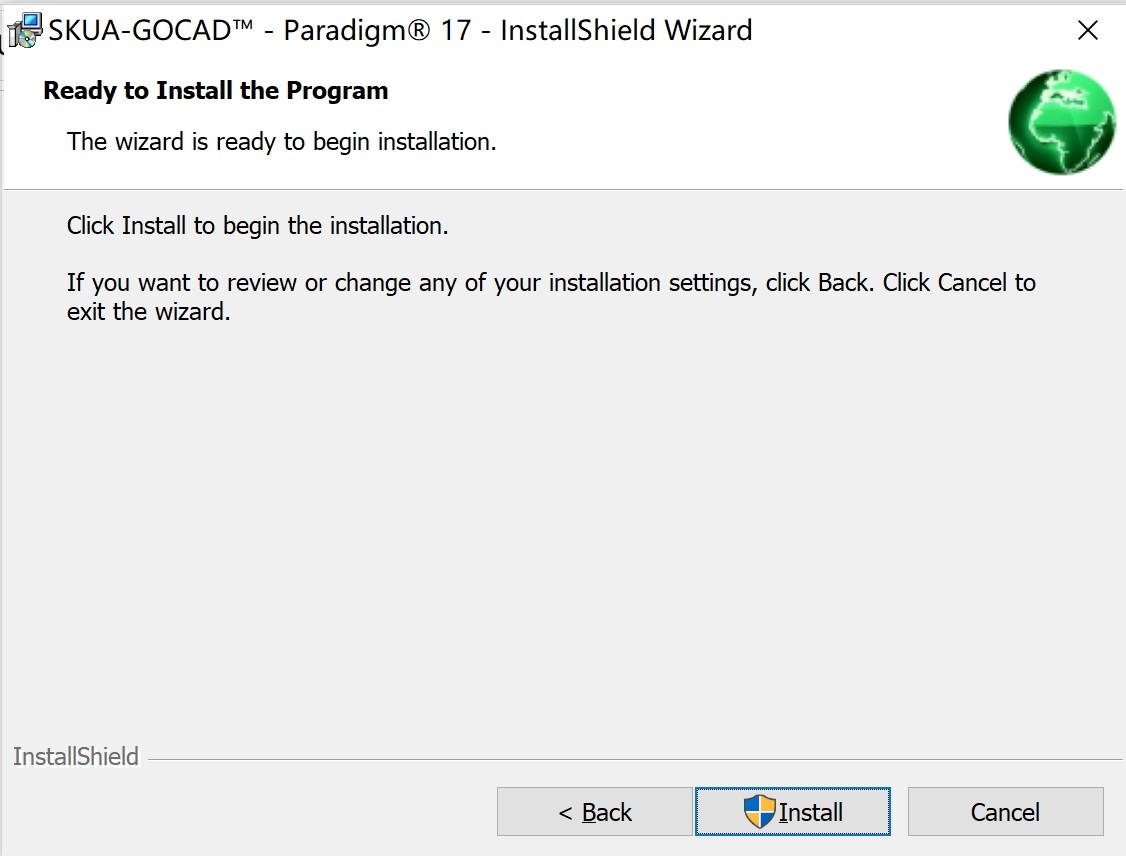 SKUA-GOCAD™ - Paradigm® 17 - InstallShield Wizard
Ready to Install the Program
The wizard is ready to begin installation.
Click Install to begin the installation.
If you want to review or change any of your installation settings, click Back. Click Cancel to
exit the wizard.
InstallShield
< Back
Install
Cancel